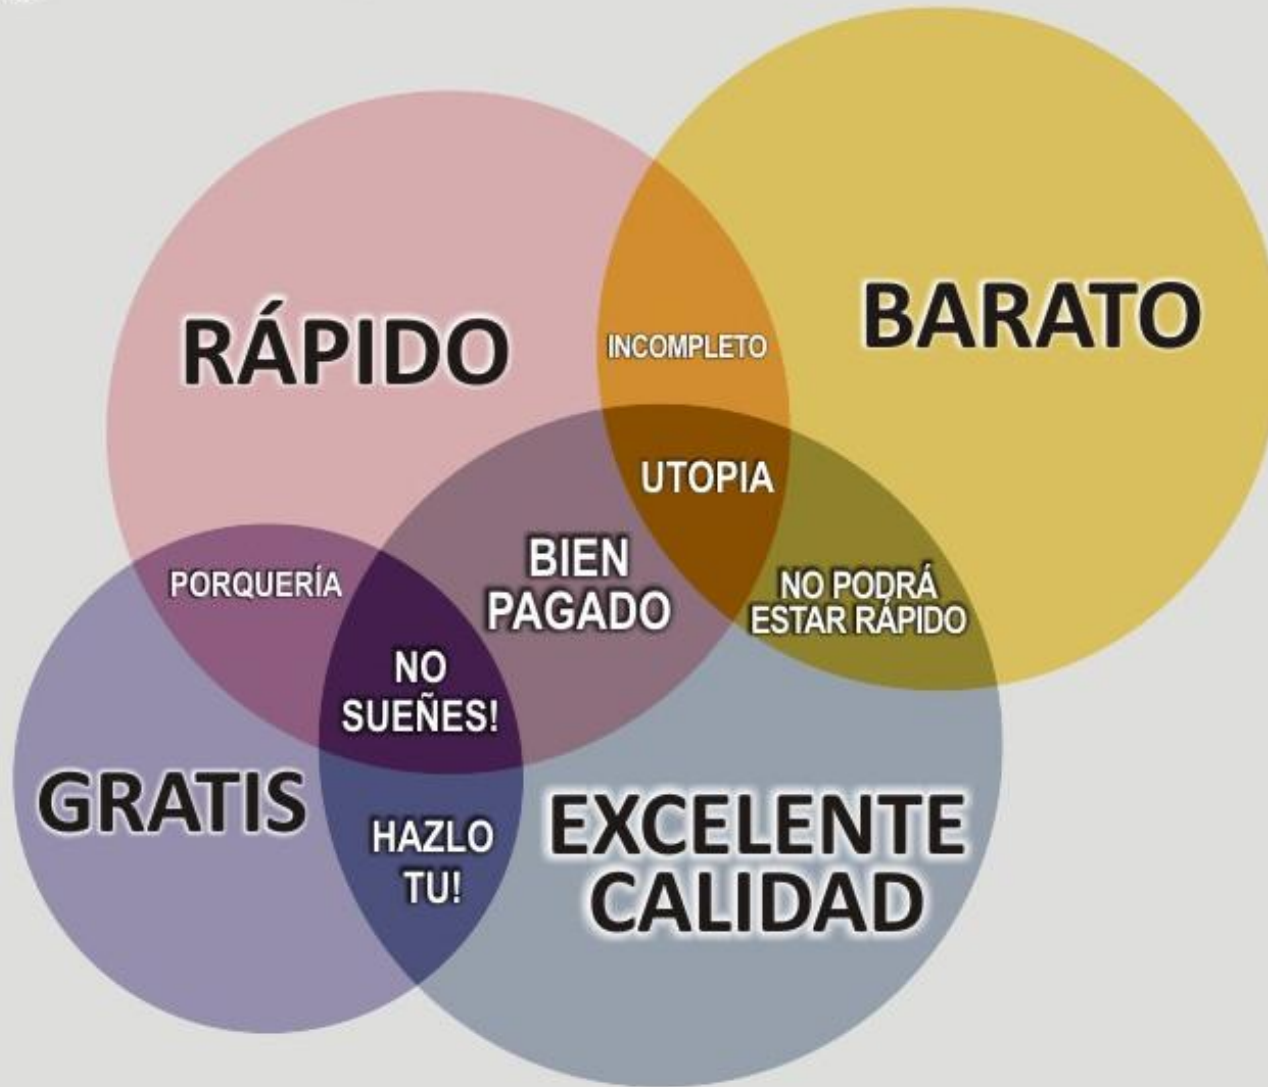 RÁPIDO
BARATO
INCOMPLETO
UTOPIA
BIEN
PAGADO
NO PODRÁ
ESTAR RÁPIDO
PORQUERÍA
NO
SUEÑES!
GRATIS
HAZLO
TU!
EXCELENTE
CALIDAD